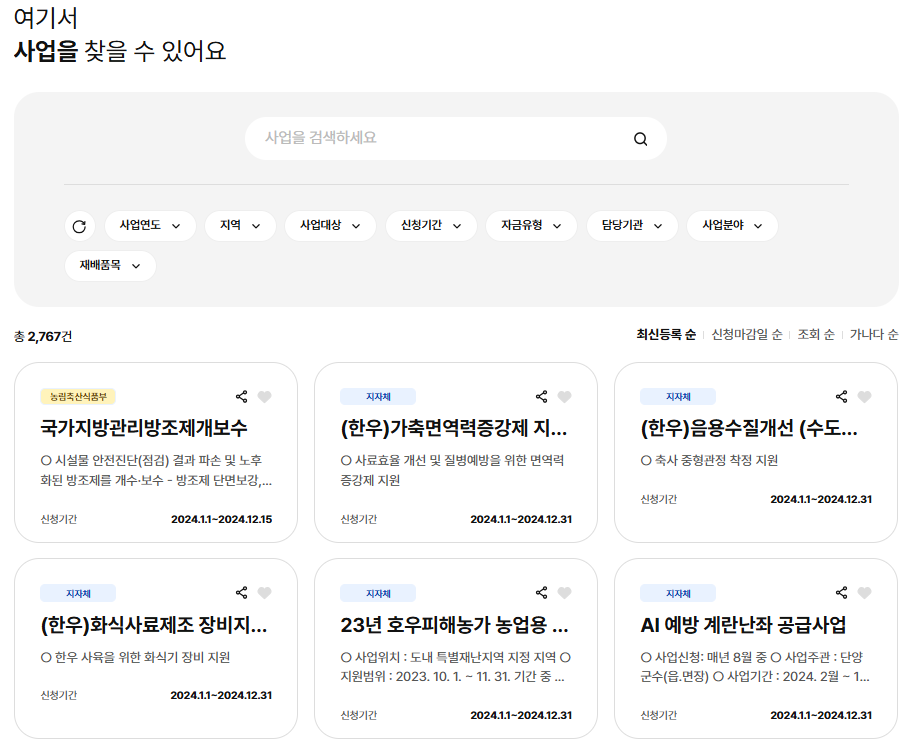 여기서
사업을 찾을 수 있어요
사업을 검색하세요
사업연도 지역 사업대상 신청기간 자금유형 담당기관 사업분야
재배품목
총 2,767건
최신등록 순 신청마감일 순 조회 순 가나다 순
농림축산식품부
국가지방관리방조제개보수
○ 시설물 안전진단(점검) 결과 파손 및 노후
화된 방조제를 개수·보수 - 방조제 단면보강,...
신청기간 2024.1.1~2024.12.15
지자체
(한우)가축면역력증강제 지...
○ 사료효율 개선 및 질병예방을 위한 면역력
증강제 지원
신청기간 2024.1.1~2024.12.31
지자체
(한우)음용수질개선 (수도...
○ 축사 중형관정 착정 지원
신청기간 2024.1.1~2024.12.31
지자체
(한우)화식사료제조 장비지...
○ 한우 사육을 위한 화식기 장비 지원
신청기간 2024.1.1~2024.12.31
지자체
23년 호우피해농가 농업용 ...
○ 사업위치 : 도내 특별재난지역 지정 지역 ○
지원범위 : 2023. 10. 1. ~ 11. 31. 기간 중 ...
신청기간 2024.1.1~2024.12.31
지자체
AI 예방 계란난좌 공급사업
○ 사업신청: 매년 8월 중 ○ 사업주관 : 단양
군수(읍.면장) ○ 사업기간 : 2024. 2월 ~ 1...
신청기간 2024.1.1~2024.12.31